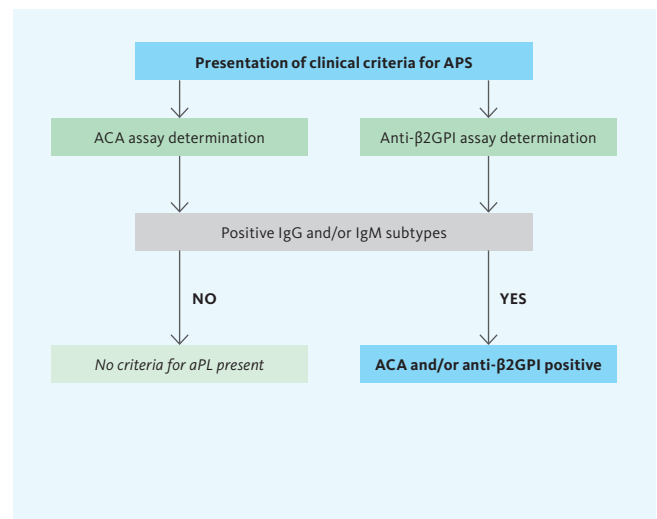 Presentation of clinical criteria for APS
ACA assay determination
Anti-β2GPI assay determination
Positive IgG and/or IgM subtypes
NO
YES
No criteria for aPL present
ACA and/or anti-β2GPI positive